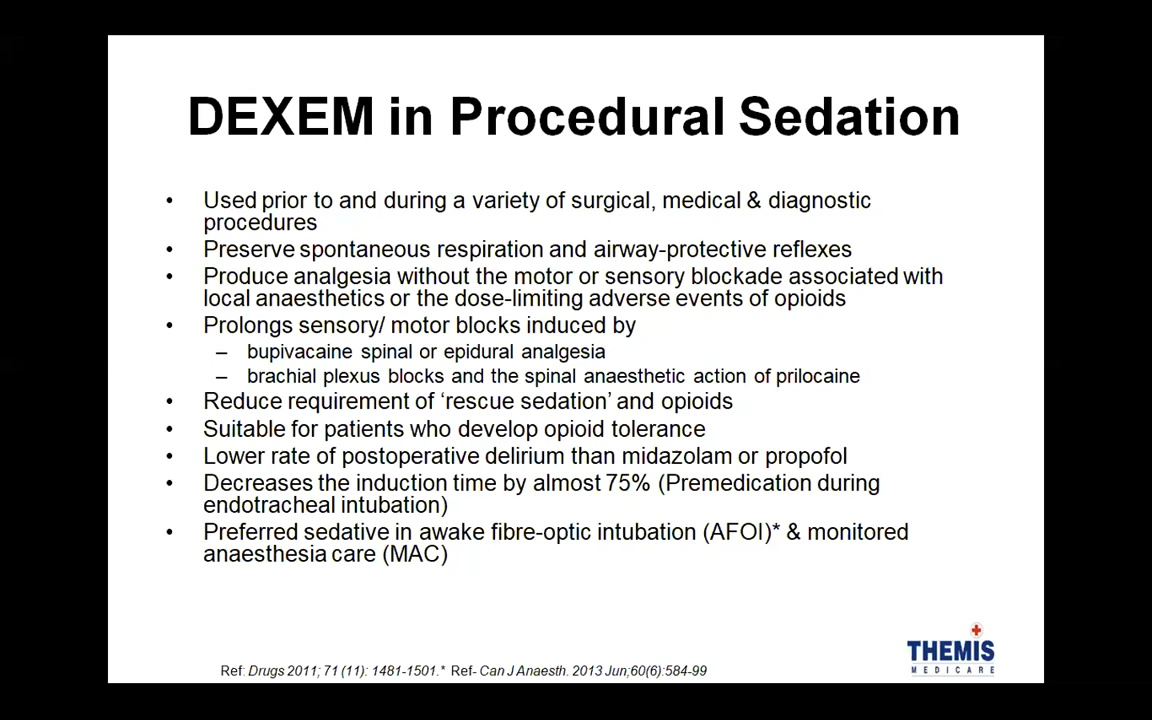 DEXEM in Procedural Sedation
• Used prior to and during a variety of surgical, medical & diagnostic
procedures
• Preserve spontaneous respiration and airway-protective reflexes
• Produce analgesia without the motor or sensory blockade associated with
local anaesthetics or the dose-limiting adverse events of opioids
• Prolongs sensory/ motor blocks induced by
– bupivacaine spinal or epidural analgesia
– brachial plexus blocks and the spinal anaesthetic action of prilocaine
• Reduce requirement of ‘rescue sedation’ and opioids
• Suitable for patients who develop opioid tolerance
• Lower rate of postoperative delirium than midazolam or propofol
• Decreases the induction time by almost 75% (Premedication during
endotracheal intubation)
• Preferred sedative in awake fibre-optic intubation (AFOI)* & monitored
anaesthesia care (MAC)
THEMIS
MEDICARE
Ref: Drugs 2011; 71 (11): 1481-1501.* Ref- Can J Anaesth. 2013 Jun;60(6):584-99